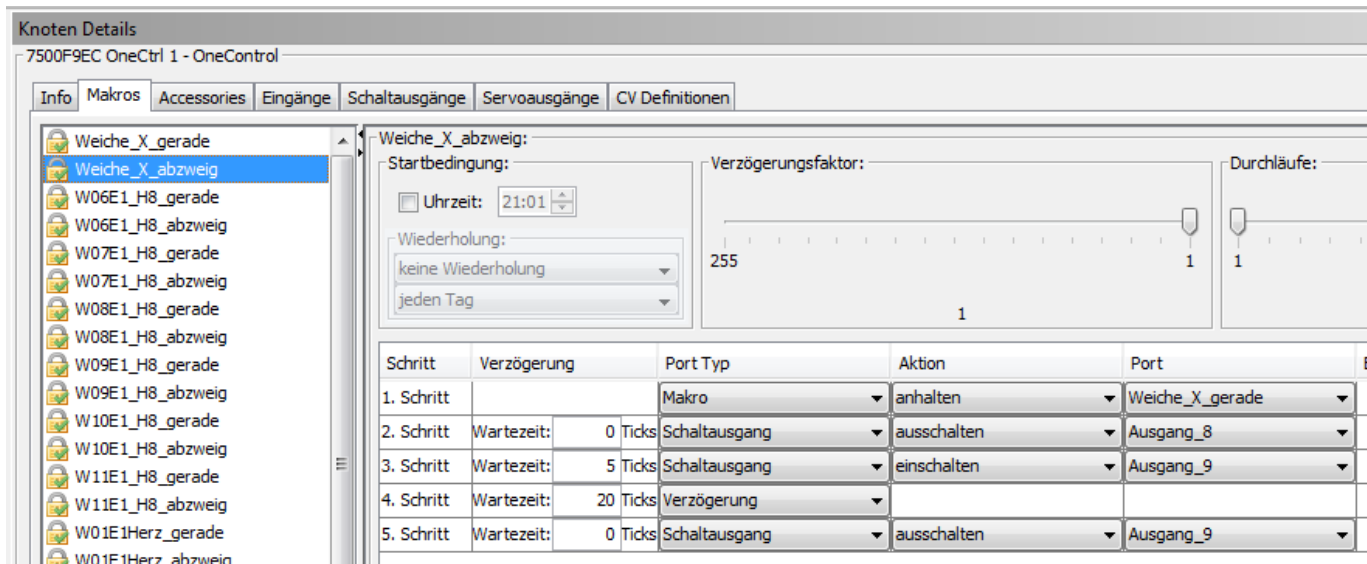 Knoten Details
7500F9EC OneCtrl 1 - OneControl
Info Makros Accessories Eingänge Schaltausgänge Servoausgänge CV Definitionen
Weiche_X_gerade
Weiche_X_abzweig
W06E1_H8_gerade
W06E1_H8_abzweig
W07E1_H8_gerade
W07E1_H8_abzweig
W08E1_H8_gerade
W08E1_H8_abzweig
W09E1_H8_gerade
W09E1_H8_abzweig
W10E1_H8_gerade
W10E1_H8_abzweig
W11E1_H8_gerade
W11E1_H8_abzweig
W01E1Herz_gerade
W01E1Herz_abzweig
Weiche_X_abzweig:
Startbedingung:
Uhrzeit: 21:01
Wiederholung:
keine Wiederholung
jeden Tag
Verzögerungsfaktor:
255 1
1
Durchläufe:
1
Schritt Verzögerung Port Typ Aktion Port
1. Schritt Makro anhalten Weiche_X_gerade
2. Schritt Wartezeit: 0 Ticks Schaltausgang ausschalten Ausgang_8
3. Schritt Wartezeit: 5 Ticks Schaltausgang einschalten Ausgang_9
4. Schritt Wartezeit: 20 Ticks Verzögerung
5. Schritt Wartezeit: 0 Ticks Schaltausgang ausschalten Ausgang_9